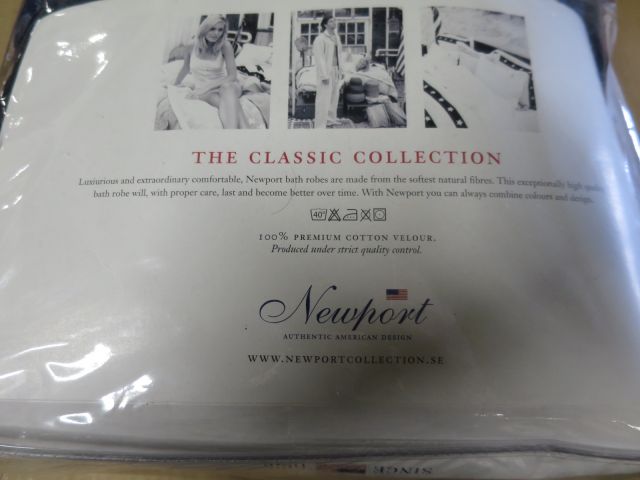 THE CLASSIC COLLECTION
Luxiurious and extraordinary comfortable, Newport bath robes are made from the softest natural fibres. This exceptionally high quality
bath robe will, with proper care, last and become better over time. With Newport you can always combine colours and design.
40°
100% PREMIUM COTTON VELOUR.
Produced under strict quality control.
Newport
AUTHENTIC AMERICAN DESIGN
WWW.NEWPORTCOLLECTION.SE
SINCE